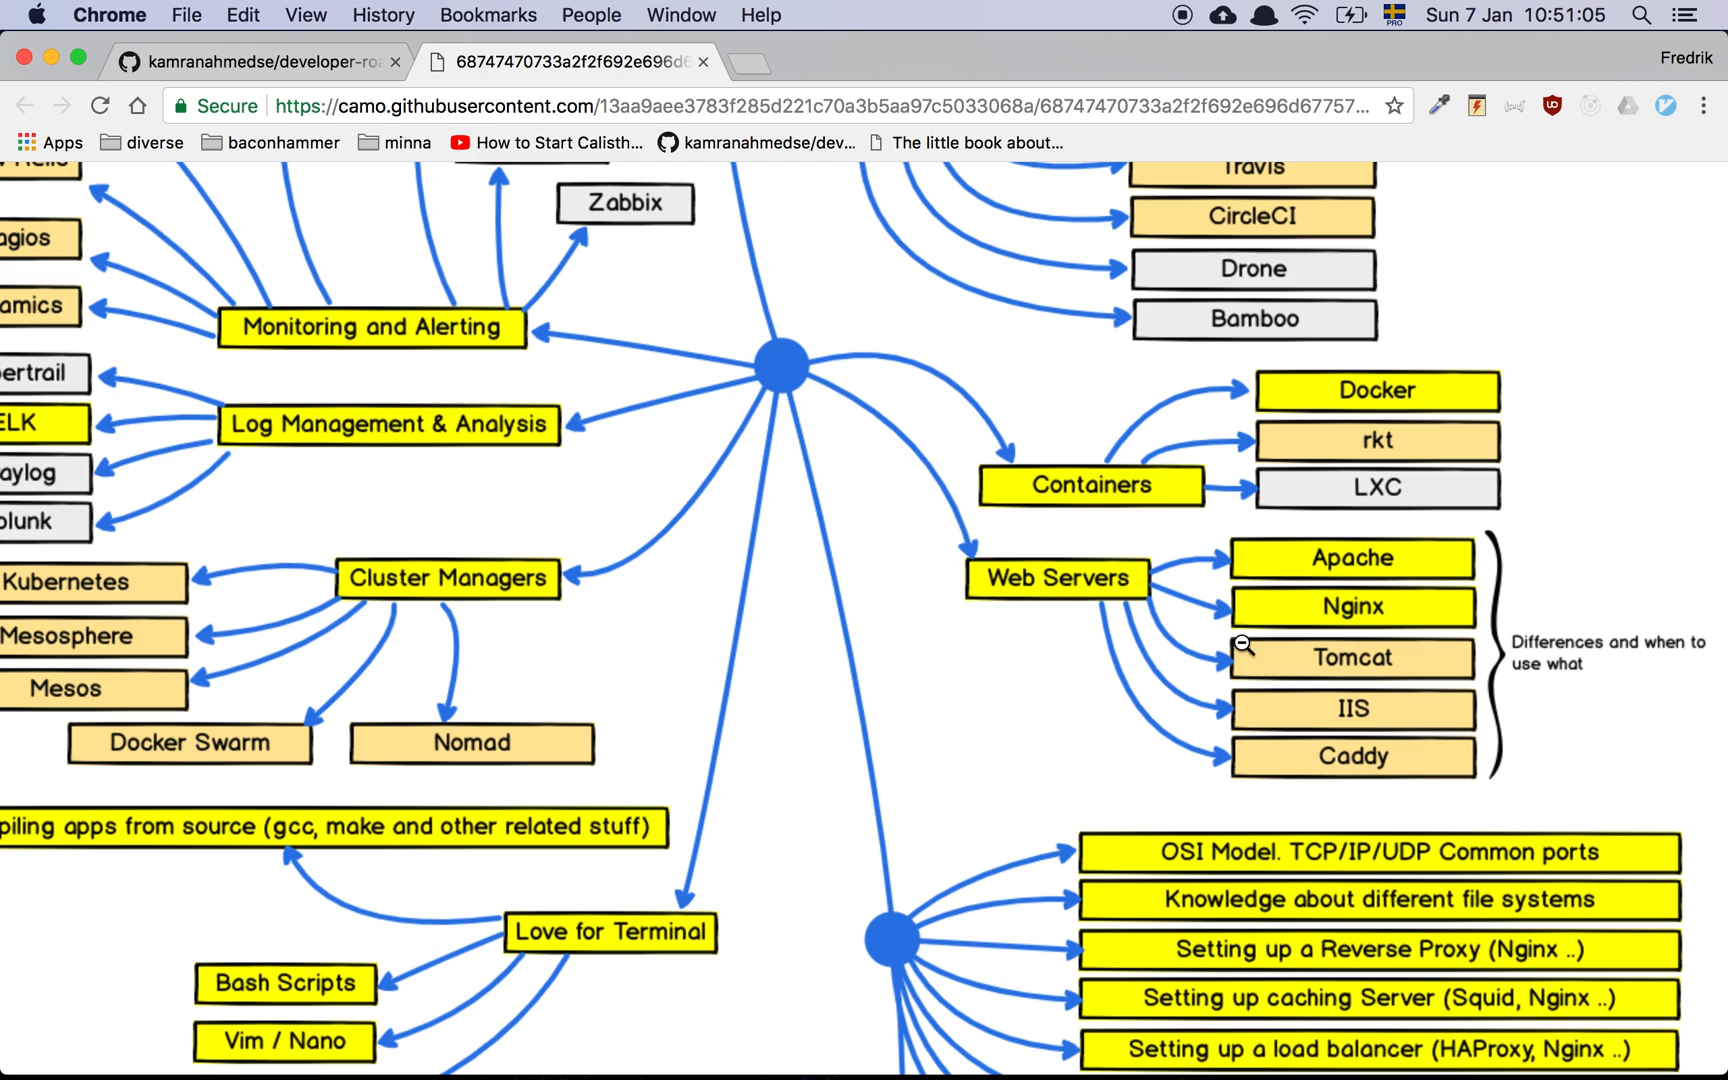 Chrome File Edit View History Bookmarks People Window Help
PRO
Sun 7 Jan 10:51:05
kamranahmedse/developer-roa
68747470733a2f2f692e696d6
Fredrik
Secure https://camo.githubusercontent.com/13aa9aee3783f285d221c70a3b5aa97c5033068a/68747470733a2f2f692e696d67757...
Apps
diverse
baconhammer
minna
How to Start Calisth...
kamranahmedse/dev...
The little book about...
Travis
Zabbix
CircleCI
agios
Drone
amics
Bamboo
Monitoring and Alerting
ertrail
Docker
ELK
Log Management & Analysis
rkt
aylog
Containers
LXC
olunk
Apache
Kubernetes
Cluster Managers
Web Servers
Nginx
Mesosphere
Differences and when to
use what
Tomcat
Mesos
IIS
Docker Swarm
Nomad
Caddy
piling apps from source (gcc, make and other related stuff)
OSI Model. TCP/IP/UDP Common ports
Knowledge about different file systems
Love for Terminal
Setting up a Reverse Proxy (Nginx ..)
Bash Scripts
Setting up caching Server (Squid, Nginx ..)
Vim / Nano
Setting up a load balancer (HAProxy, Nginx ..)